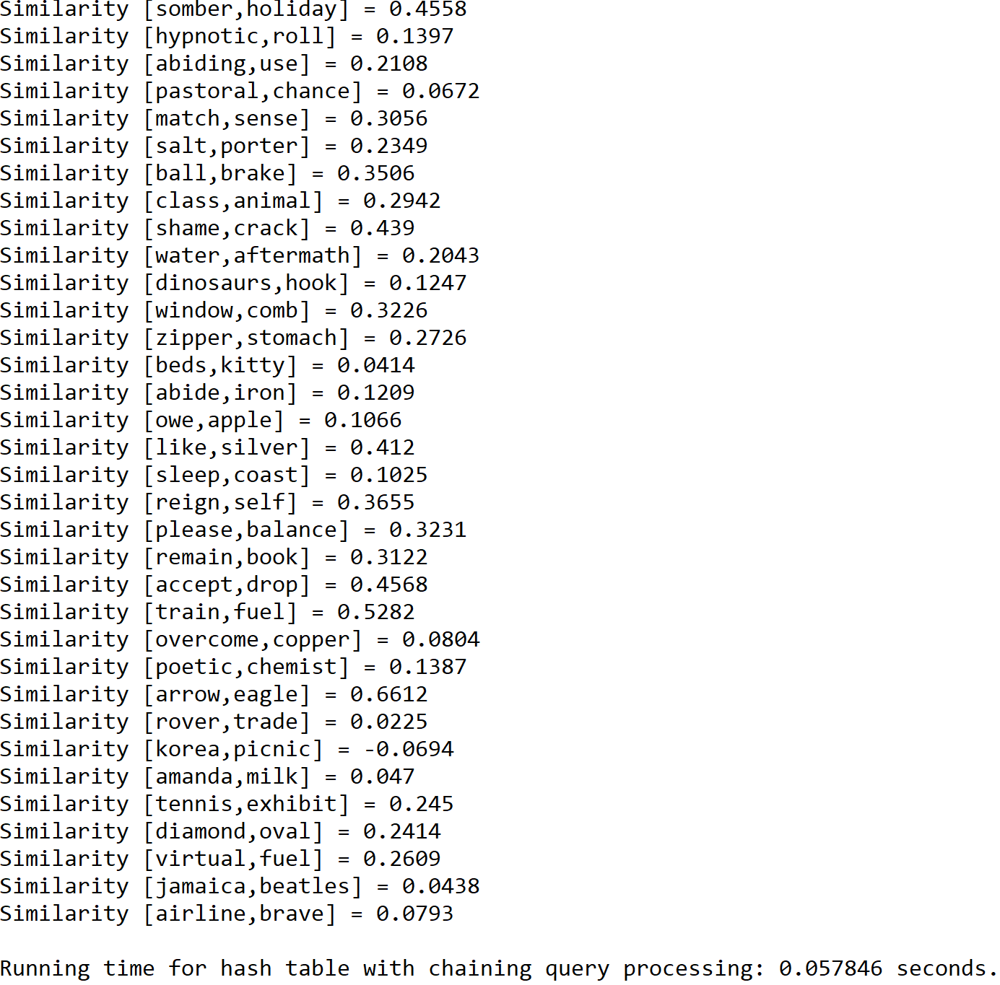 Similarity [somber,holiday] = 0.4558
Similarity [hypnotic,roll] = 0.1397
Similarity [abiding,use] = 0.2108
Similarity [pastoral,chance] = 0.0672
Similarity [match,sense] = 0.3056
Similarity [salt,porter] = 0.2349
Similarity [ball,brake] = 0.3506
Similarity [class,animal] = 0.2942
Similarity [shame,crack] = 0.439
Similarity [water,aftermath] = 0.2043
Similarity [dinosaurs,hook] = 0.1247
Similarity [window,comb] = 0.3226
Similarity [zipper,stomach] = 0.2726
Similarity [beds,kitty] = 0.0414
Similarity [abide,iron] = 0.1209
Similarity [owe,apple] = 0.1066
Similarity [like,silver] = 0.412
Similarity [sleep,coast] = 0.1025
Similarity [reign,self] = 0.3655
Similarity [please,balance] = 0.3231
Similarity [remain,book] = 0.3122
Similarity [accept,drop] = 0.4568
Similarity [train,fuel] = 0.5282
Similarity [overcome,copper] = 0.0804
Similarity [poetic,chemist] = 0.1387
Similarity [arrow,eagle] = 0.6612
Similarity [rover,trade] = 0.0225
Similarity [korea,picnic] = -0.0694
Similarity [amanda,milk] = 0.047
Similarity [tennis,exhibit] = 0.245
Similarity [diamond,oval] = 0.2414
Similarity [virtual,fuel] = 0.2609
Similarity [jamaica,beatles] = 0.0438
Similarity [airline,brave] = 0.0793
Running time for hash table with chaining query processing: 0.057846 seconds.